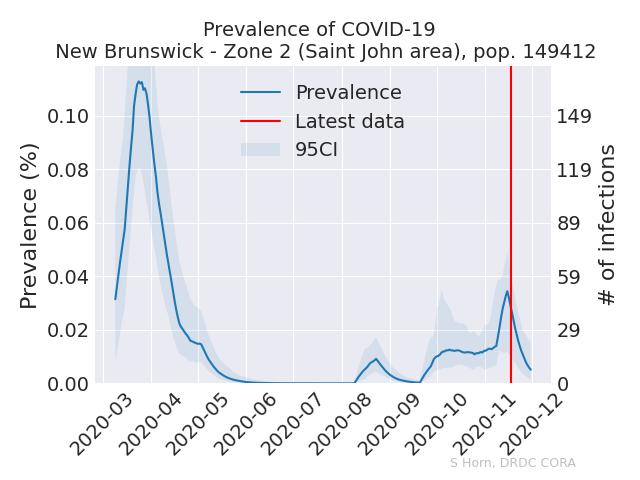 Prevalence of COVID-19
New Brunswick - Zone 2 (Saint John area), pop. 149412
Prevalence
Latest data
95CI
Prevalence (%)
0.10
0.08
0.06
0.04
0.02
0.00
# of infections
149
119
89
59
29
0
2020-03
2020-04
2020-05
2020-06
2020-07
2020-08
2020-09
2020-10
2020-11
2020-12
S Horn, DRDC CORA